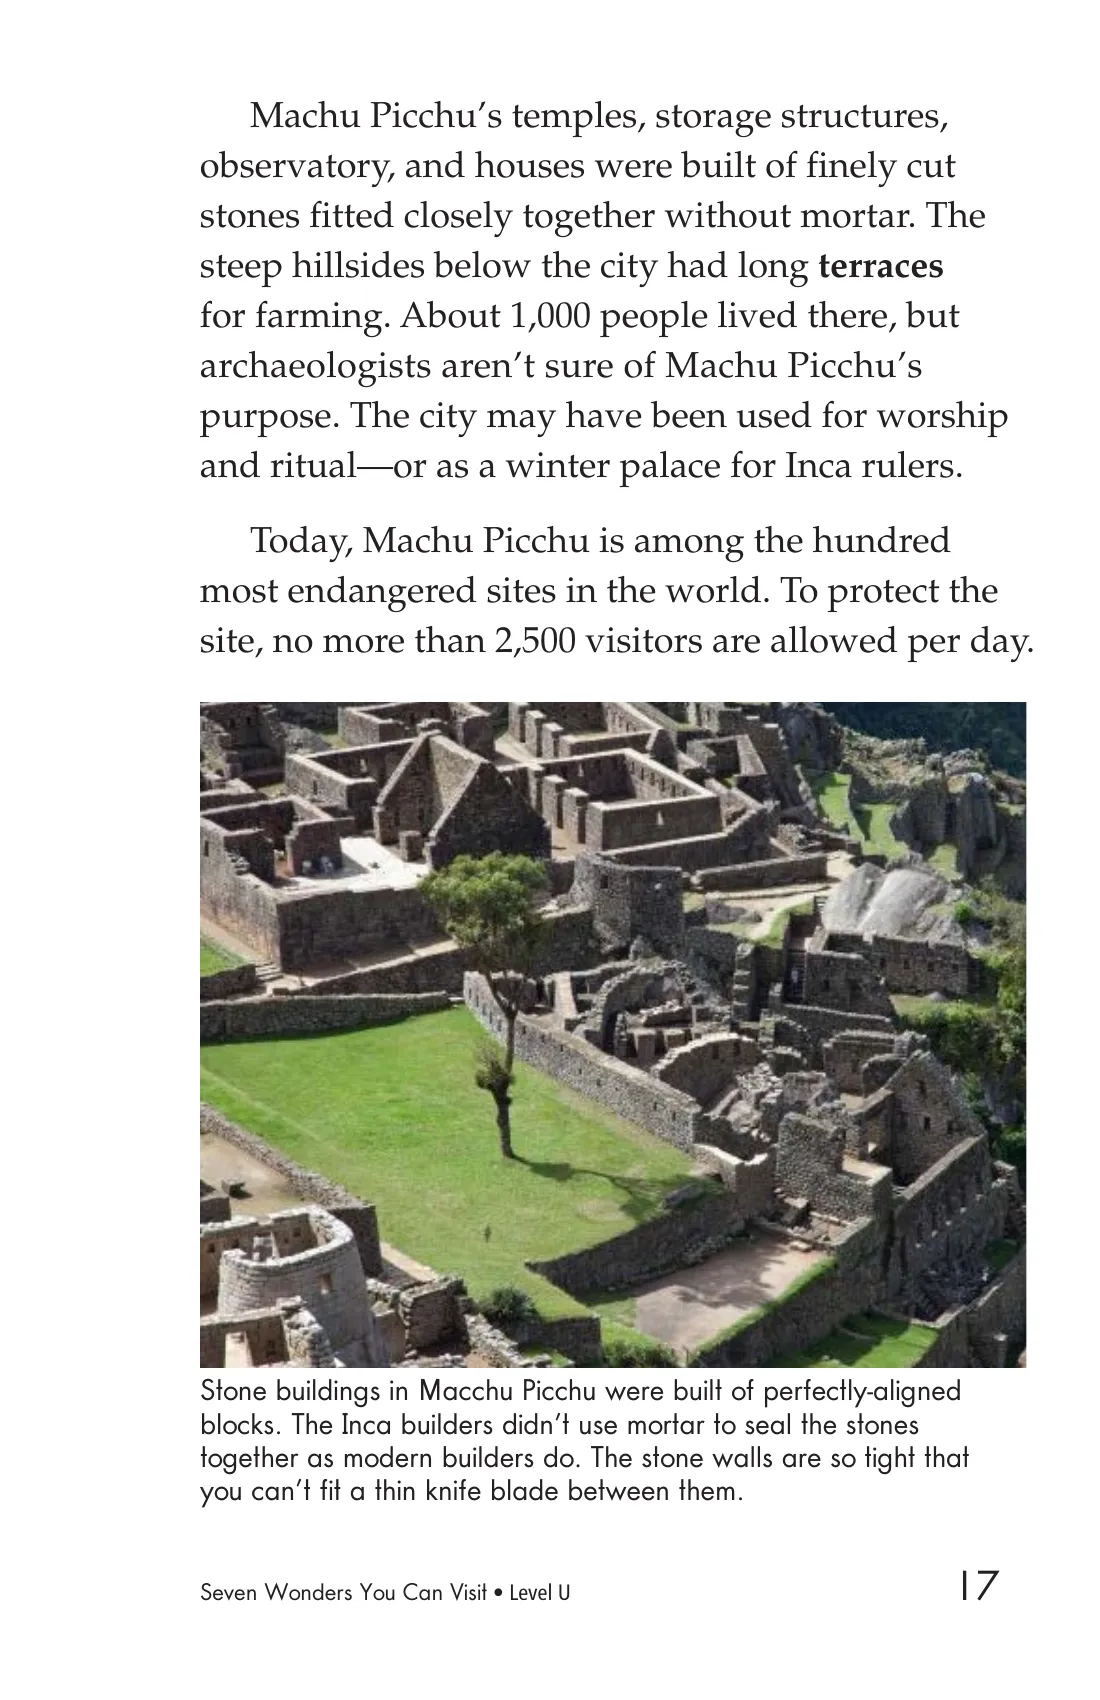 Machu Picchu’s temples, storage structures,
observatory, and houses were built of finely cut
stones fitted closely together without mortar. The
steep hillsides below the city had long terraces
for farming. About 1,000 people lived there, but
archaeologists aren’t sure of Machu Picchu’s
purpose. The city may have been used for worship
and ritual—or as a winter palace for Inca rulers.
Today, Machu Picchu is among the hundred
most endangered sites in the world. To protect the
site, no more than 2,500 visitors are allowed per day.
Stone buildings in Macchu Picchu were built of perfectly-aligned
blocks. The Inca builders didn’t use mortar to seal the stones
together as modern builders do. The stone walls are so tight that
you can’t fit a thin knife blade between them.
Seven Wonders You Can Visit • Level U
17